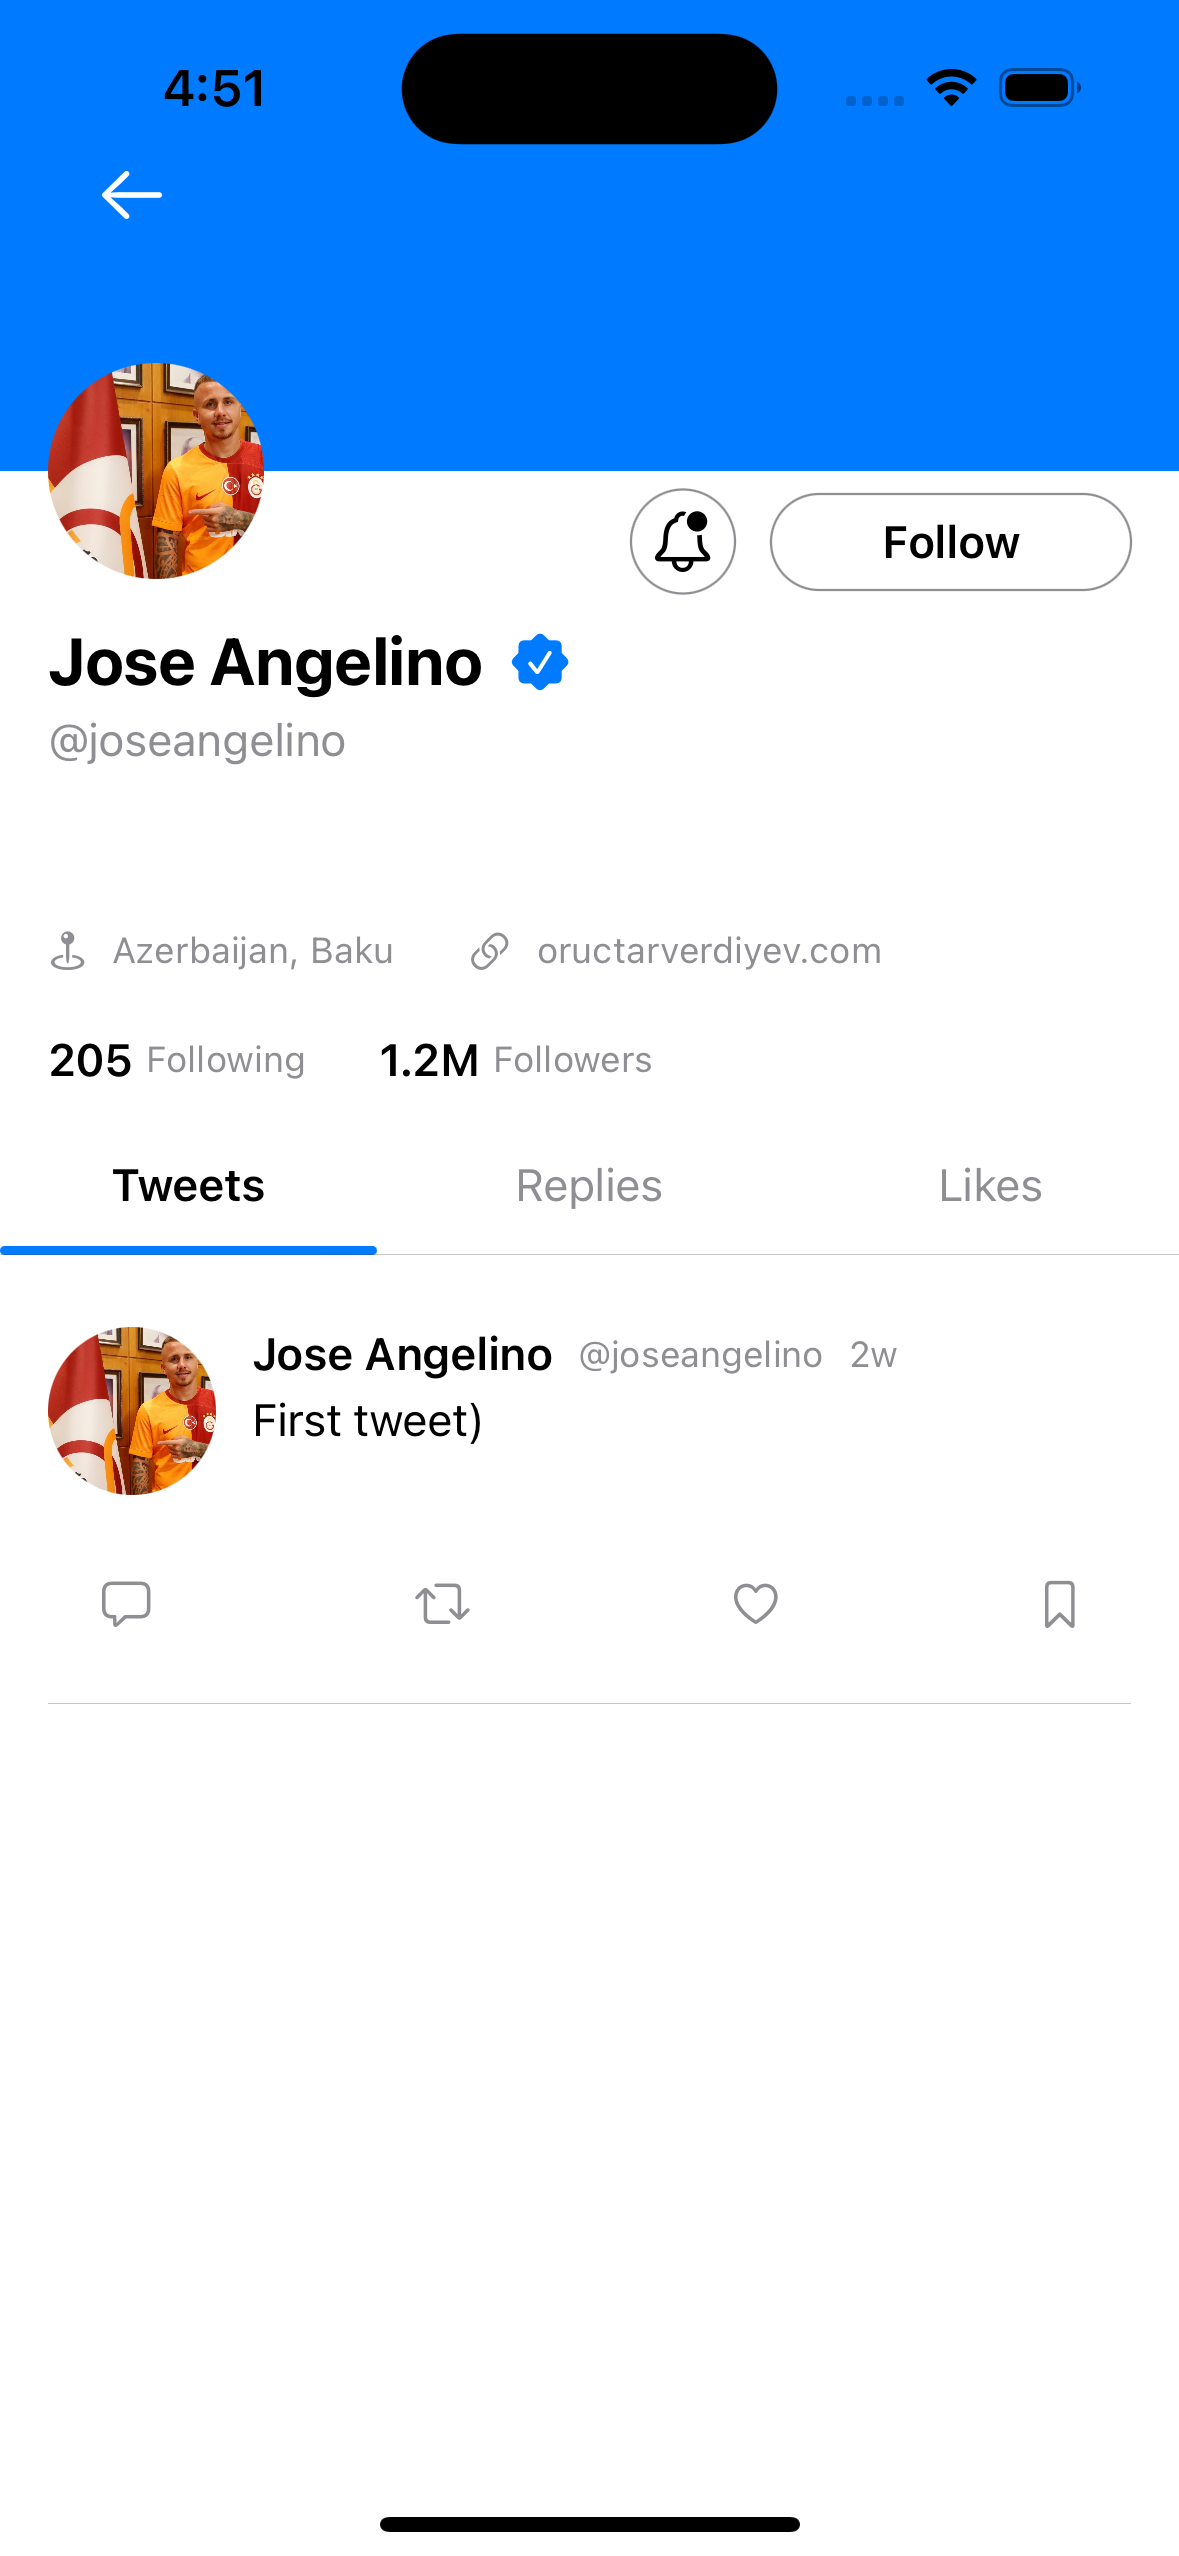 4:51
Follow
Jose Angelino
@joseangelino
Azerbaijan, Baku oructarverdiyev.com
205 Following 1.2M Followers
Tweets Replies Likes
Jose Angelino @joseangelino 2w
First tweet)